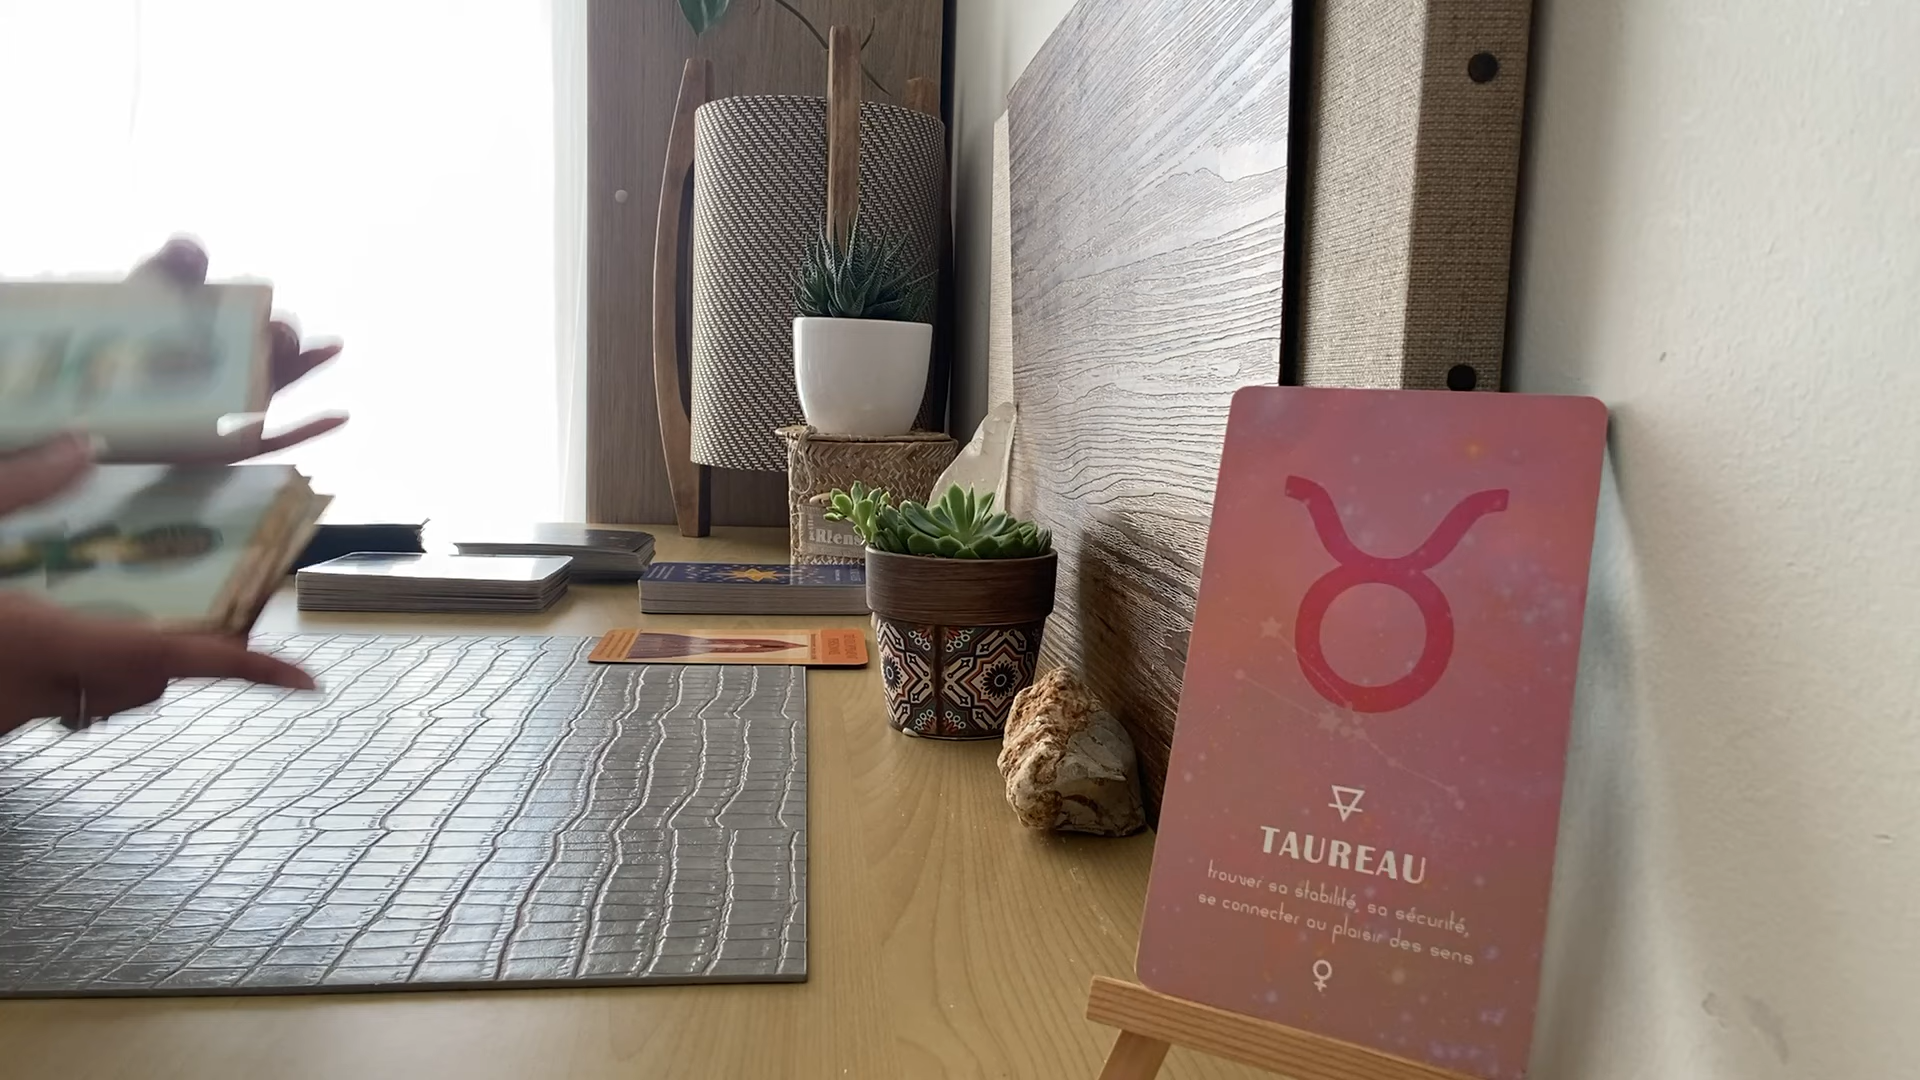 TAUREAU
trouver sa stabilité, sa sécurité,
se connecter au plaisir des sens